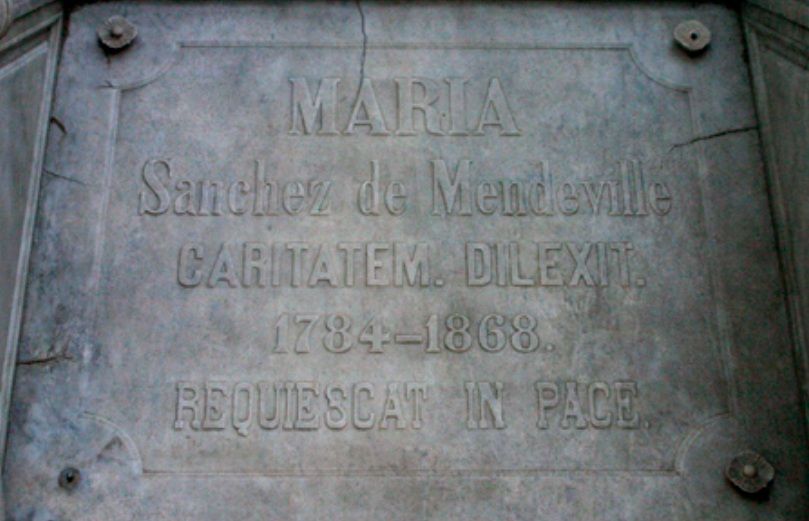 MARIA
Sanchez de Mendeville
CARITATEM. DILEXIT.
1784-1868.
REQUIESCAT IN PACE.